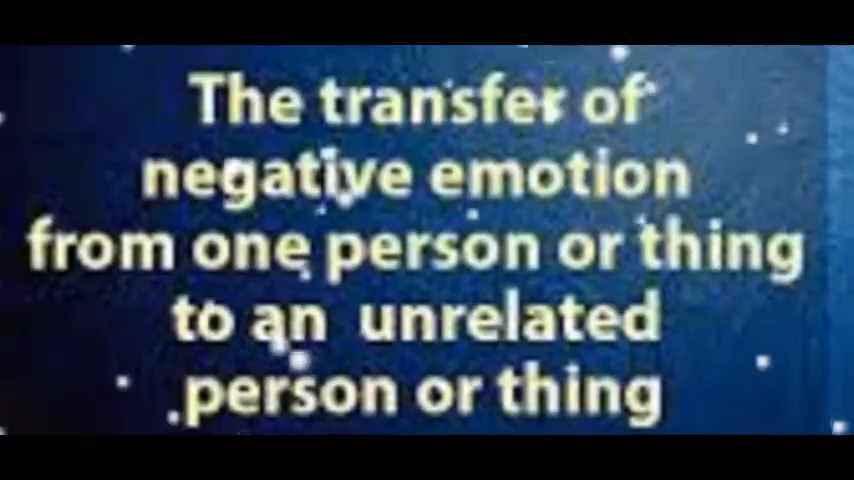 The transfer of
negative emotion
from one person or thing
to an unrelated
person or thing